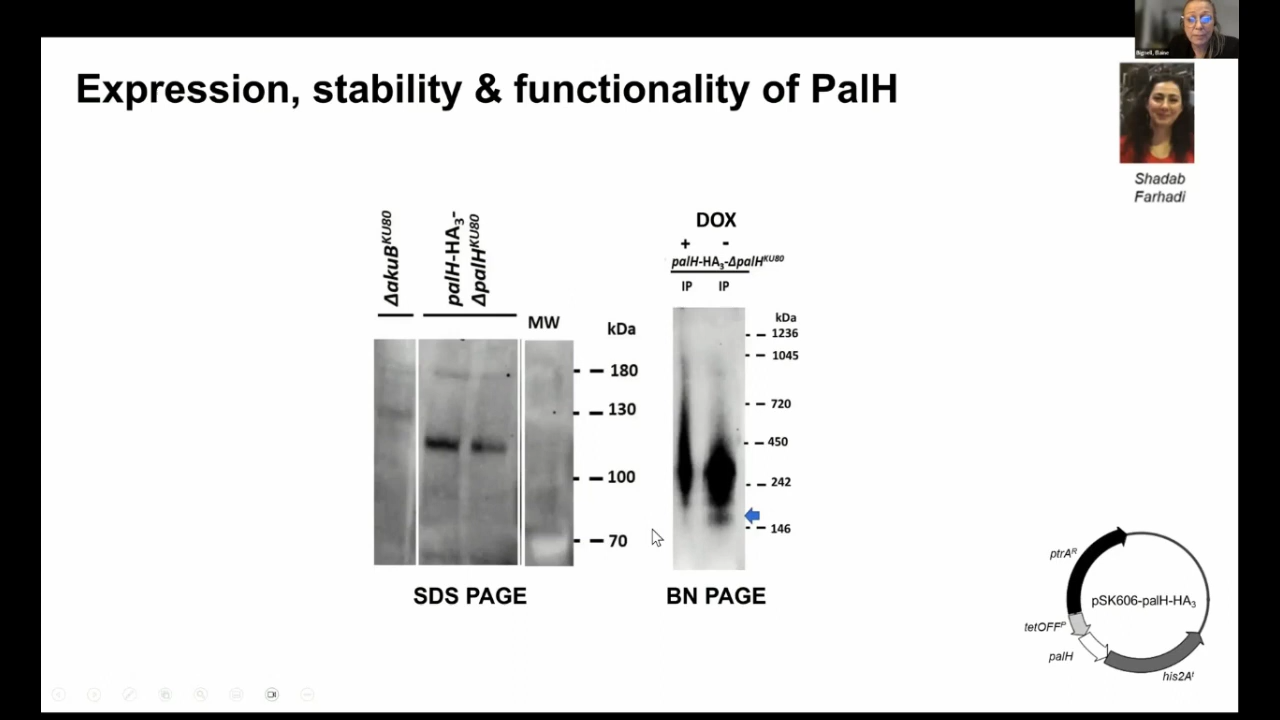 Bignell, Elaine
Expression, stability & functionality of PalH
Shadab
Farhadi
ΔakuB^KU80
palH-HA₃-
ΔpalH^KU80
MW
kDa
180
130
100
70
SDS PAGE
DOX
+ -
palH-HA₃-ΔpalH^KU80
IP IP
kDa
1236
1045
720
450
242
146
BN PAGE
ptrA^R
pSK606-palH-HA₃
tetOFF^P
palH
his2A^t